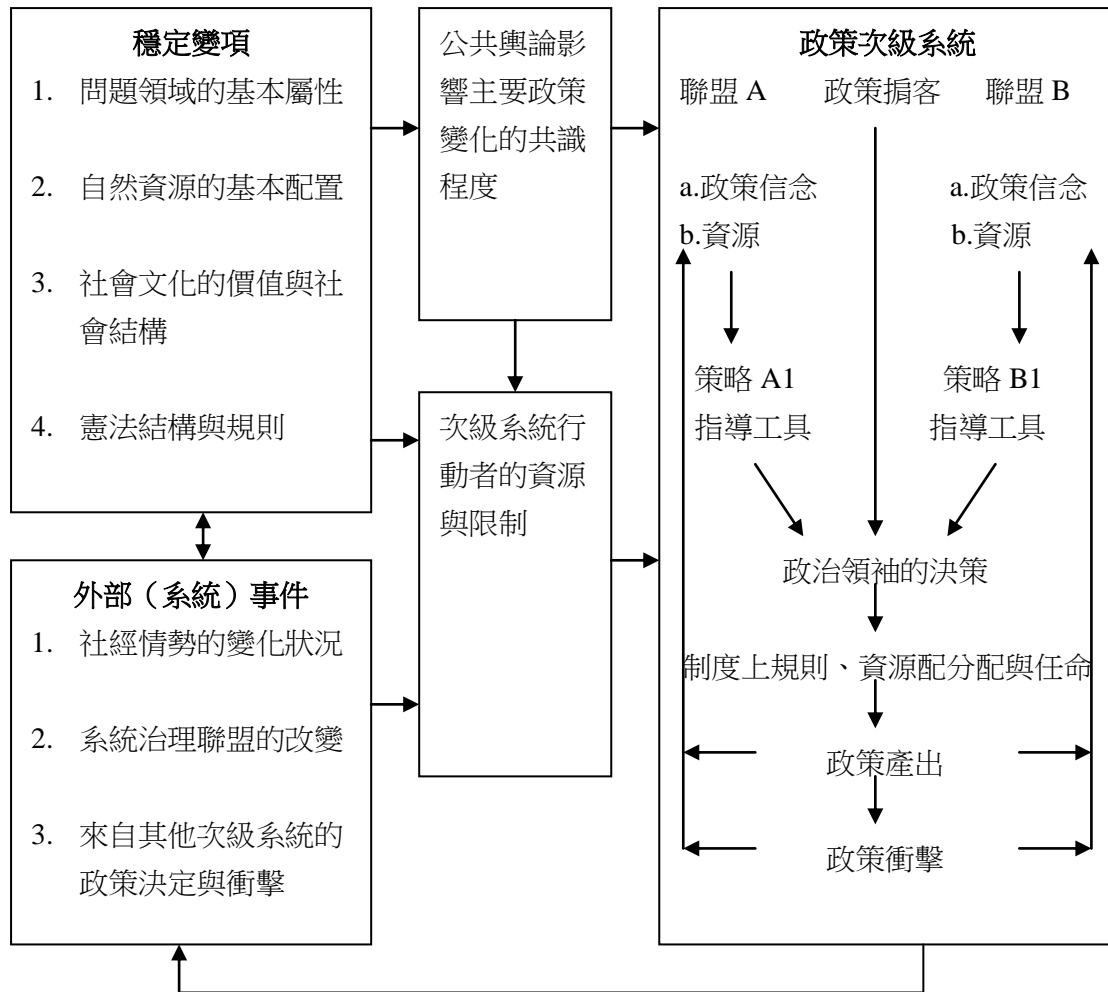 穩定變項
1. 問題領域的基本屬性
2. 自然資源的基本配置
3. 社會文化的價值與社
會結構
4. 憲法結構與規則
外部（系統）事件
1. 社經情勢的變化狀況
2. 系統治理聯盟的改變
3. 來自其他次級系統的
政策決定與衝擊
公共輿論影
響主要政策
變化的共識
程度
次級系統行
動者的資源
與限制
政策次級系統
聯盟 A 政策掮客 聯盟 B
a.政策信念 a.政策信念
b.資源 b.資源
策略 A1 策略 B1
指導工具 指導工具
政治領袖的決策
制度上規則、資源配分配與任命
政策產出
政策衝擊